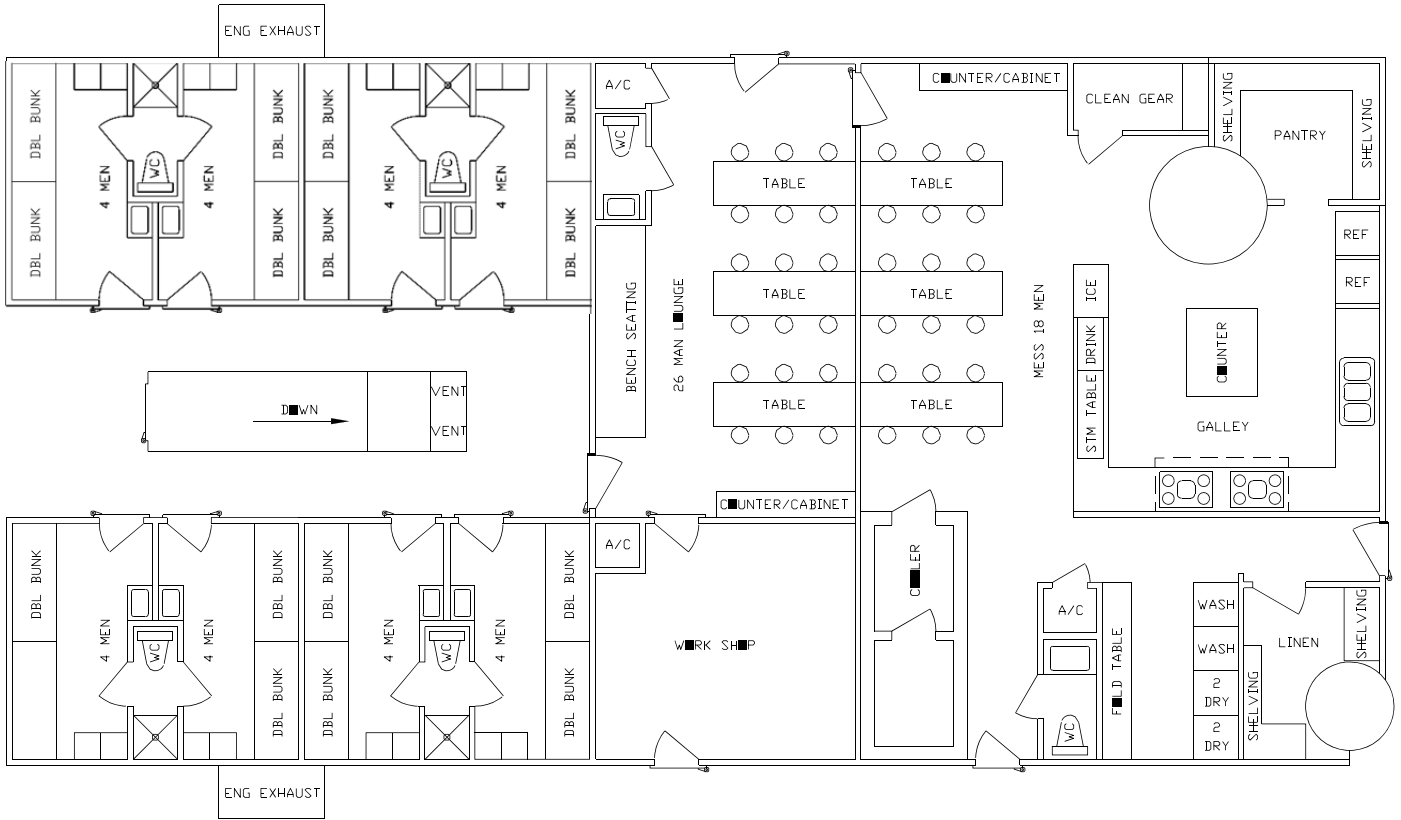 ENG EXHAUST
DBL BUNK
DBL BUNK
WC
4 MEN
4 MEN
DBL BUNK
DBL BUNK
DBL BUNK
DBL BUNK
WC
4 MEN
4 MEN
DBL BUNK
DBL BUNK
A/C
WC
BENCH SEATING
26 MAN LOUNGE
TABLE
TABLE
TABLE
TABLE
TABLE
TABLE
MESS 18 MEN
COUNTER/CABINET
CLEAN GEAR
SHELVING
PANTRY
SHELVING
REF
REF
ICE
DRINK
STM TABLE
COUNTER
GALLEY
DOWN
VENT
VENT
COUNTER/CABINET
DBL BUNK
4 MEN
WC
4 MEN
DBL BUNK
DBL BUNK
DBL BUNK
DBL BUNK
4 MEN
WC
4 MEN
DBL BUNK
DBL BUNK
A/C
WORK SHOP
COOLER
A/C
WC
FOLD TABLE
WASH
WASH
2
DRY
2
DRY
LINEN
SHELVING
SHELVING
ENG EXHAUST